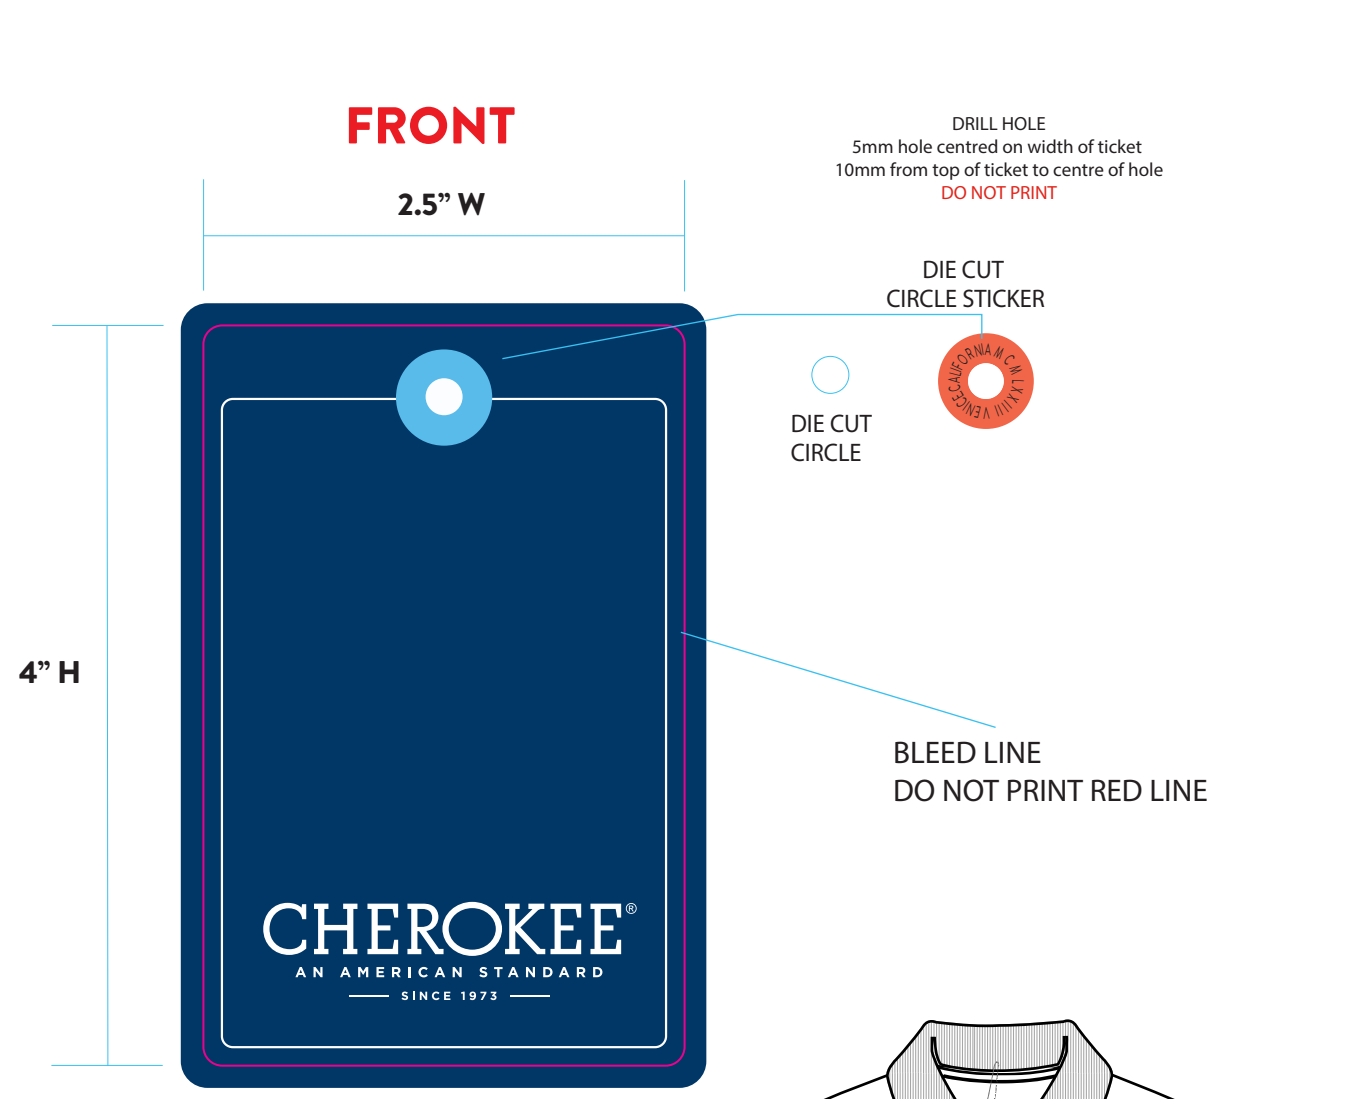 FRONT
2.5” W
DRILL HOLE
5mm hole centred on width of ticket
10mm from top of ticket to centre of hole
DO NOT PRINT
DIE CUT
CIRCLE STICKER
VENICE.CALIFORNIA M C M L X X I I I
DIE CUT
CIRCLE
4” H
BLEED LINE
DO NOT PRINT RED LINE
CHEROKEE®
AN AMERICAN STANDARD
SINCE 1973